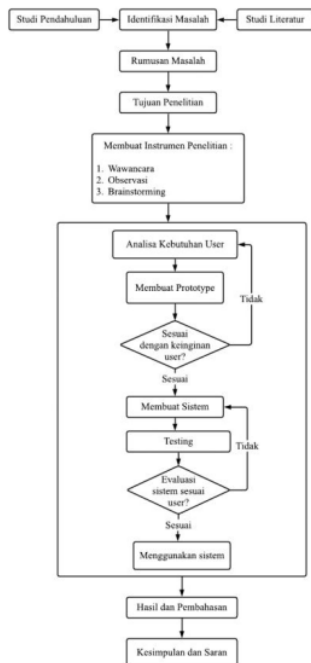 Studi Pendahuluan
Identifikasi Masalah
Studi Literatur
Rumusan Masalah
Tujuan Penelitian
Membuat Instrumen Penelitian :
1. Wawancara
2. Observasi
3. Brainstorming
Analisa Kebutuhan User
Membuat Prototype
Tidak
Sesuai
dengan keinginan
user?
Sesuai
Membuat Sistem
Testing
Tidak
Evaluasi
sistem sesuai
user?
Sesuai
Menggunakan sistem
Hasil dan Pembahasan
Kesimpulan dan Saran